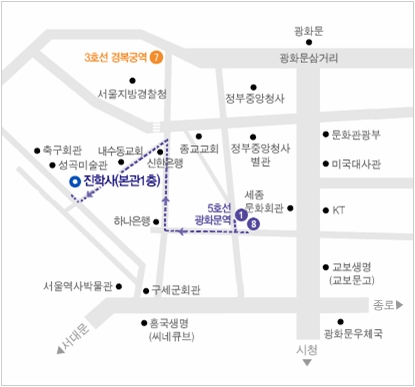 광화문
3호선 경복궁역 7
광화문삼거리
서울지방경찰청
정부중앙청사
축구회관
내수동교회
종교교회
정부중앙청사
별관
문화관광부
성곡미술관
신한은행
미국대사관
진학사(본관1층)
세종
문화회관
5호선
광화문역
1
8
하나은행
KT
교보생명
(교보문고)
서울역사박물관
구세군회관
종로
흥국생명
(씨네큐브)
광화문우체국
서대문
시청